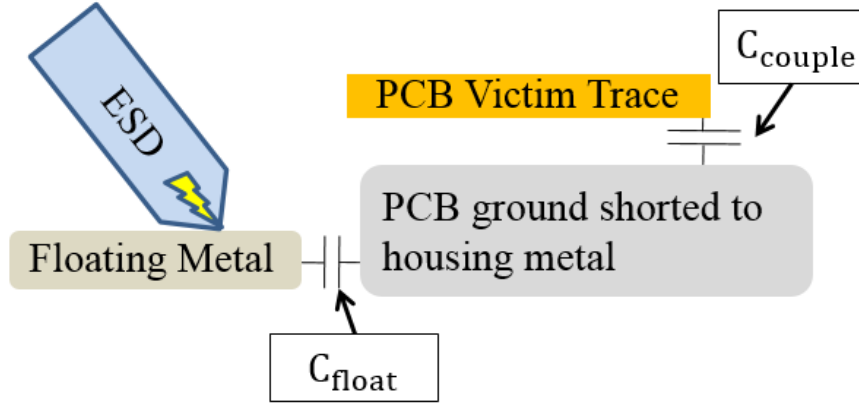 ESD
PCB Victim Trace
C_couple
Floating Metal
PCB ground shorted to
housing metal
C_float